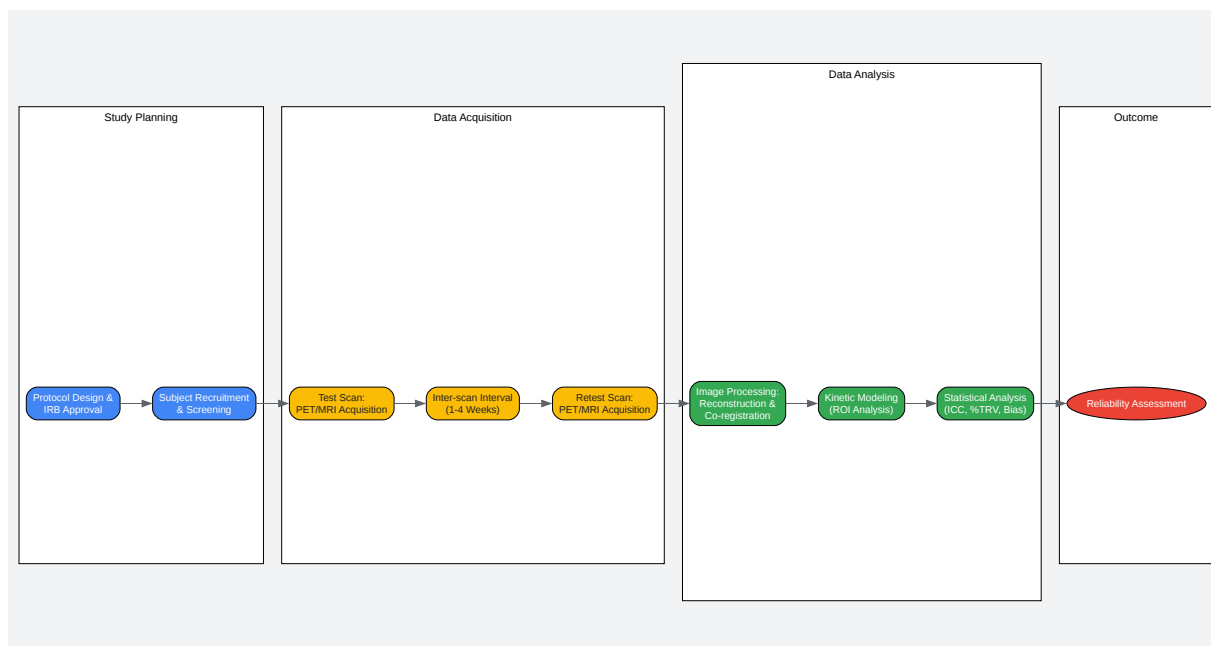 Study Planning
Protocol Design &
IRB Approval
Subject Recruitment
& Screening
Data Acquisition
Test Scan:
PET/MRI Acquisition
Inter-scan Interval
(1-4 Weeks)
Retest Scan:
PET/MRI Acquisition
Data Analysis
Image Processing:
Reconstruction &
Co-registration
Kinetic Modeling
(ROI Analysis)
Statistical Analysis
(ICC, %TRV, Bias)
Outcome
Reliability Assessment